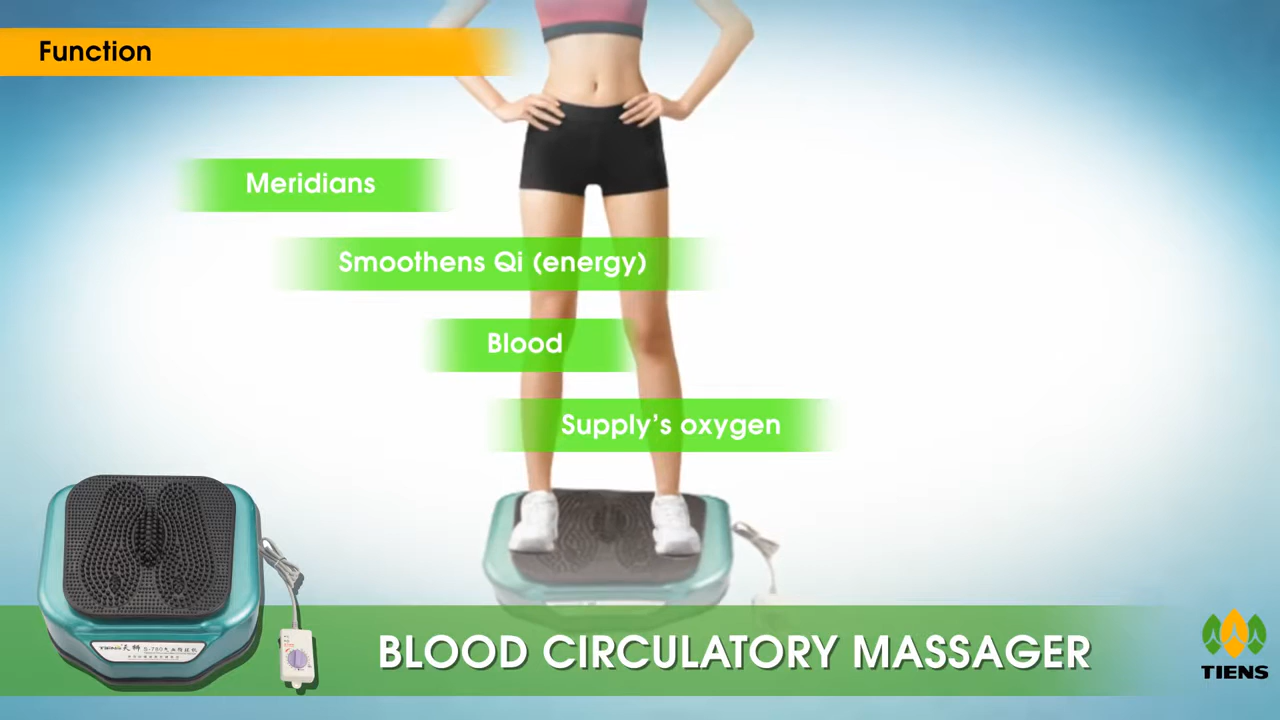 Function
Meridians
Smoothens Qi (energy)
Blood
Supply's oxygen
BLOOD CIRCULATORY MASSAGER
TIENS